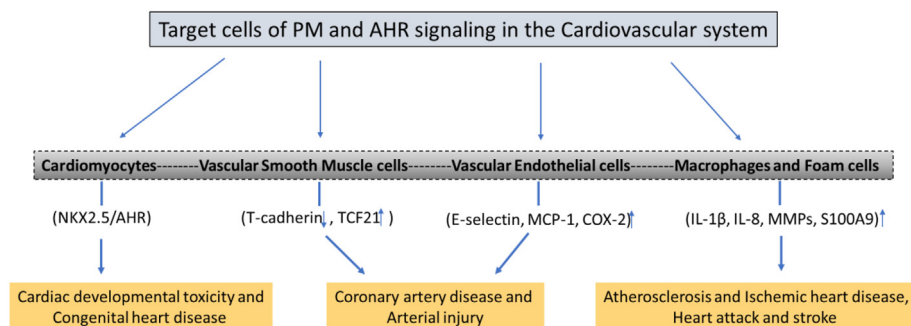 Target cells of PM and AHR signaling in the Cardiovascular system
Cardiomyocytes-------Vascular Smooth Muscle cells-------Vascular Endothelial cells-------Macrophages and Foam cells
(NKX2.5/AHR)
(T-cadherin↓, TCF21↑)
(E-selectin, MCP-1, COX-2)↑
(IL-1β, IL-8, MMPs, S100A9)↑
Cardiac developmental toxicity and
Congenital heart disease
Coronary artery disease and
Arterial injury
Atherosclerosis and Ischemic heart disease,
Heart attack and stroke